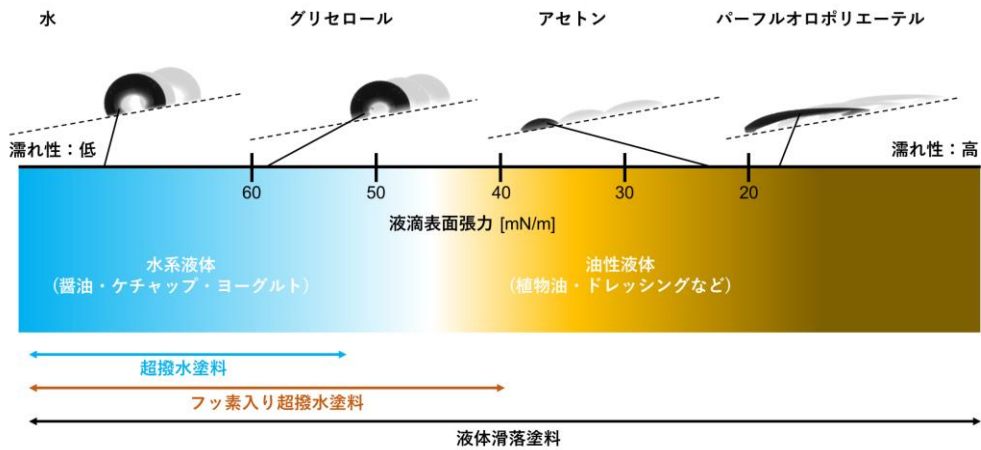 水
グリセロール
アセトン
パーフルオロポリエーテル
濡れ性：低
濡れ性：高
60
50
40
30
20
液滴表面張力 [mN/m]
水系液体
（醤油・ケチャップ・ヨーグルト）
油性液体
（植物油・ドレッシングなど）
超撥水塗料
フッ素入り超撥水塗料
液体滑落塗料